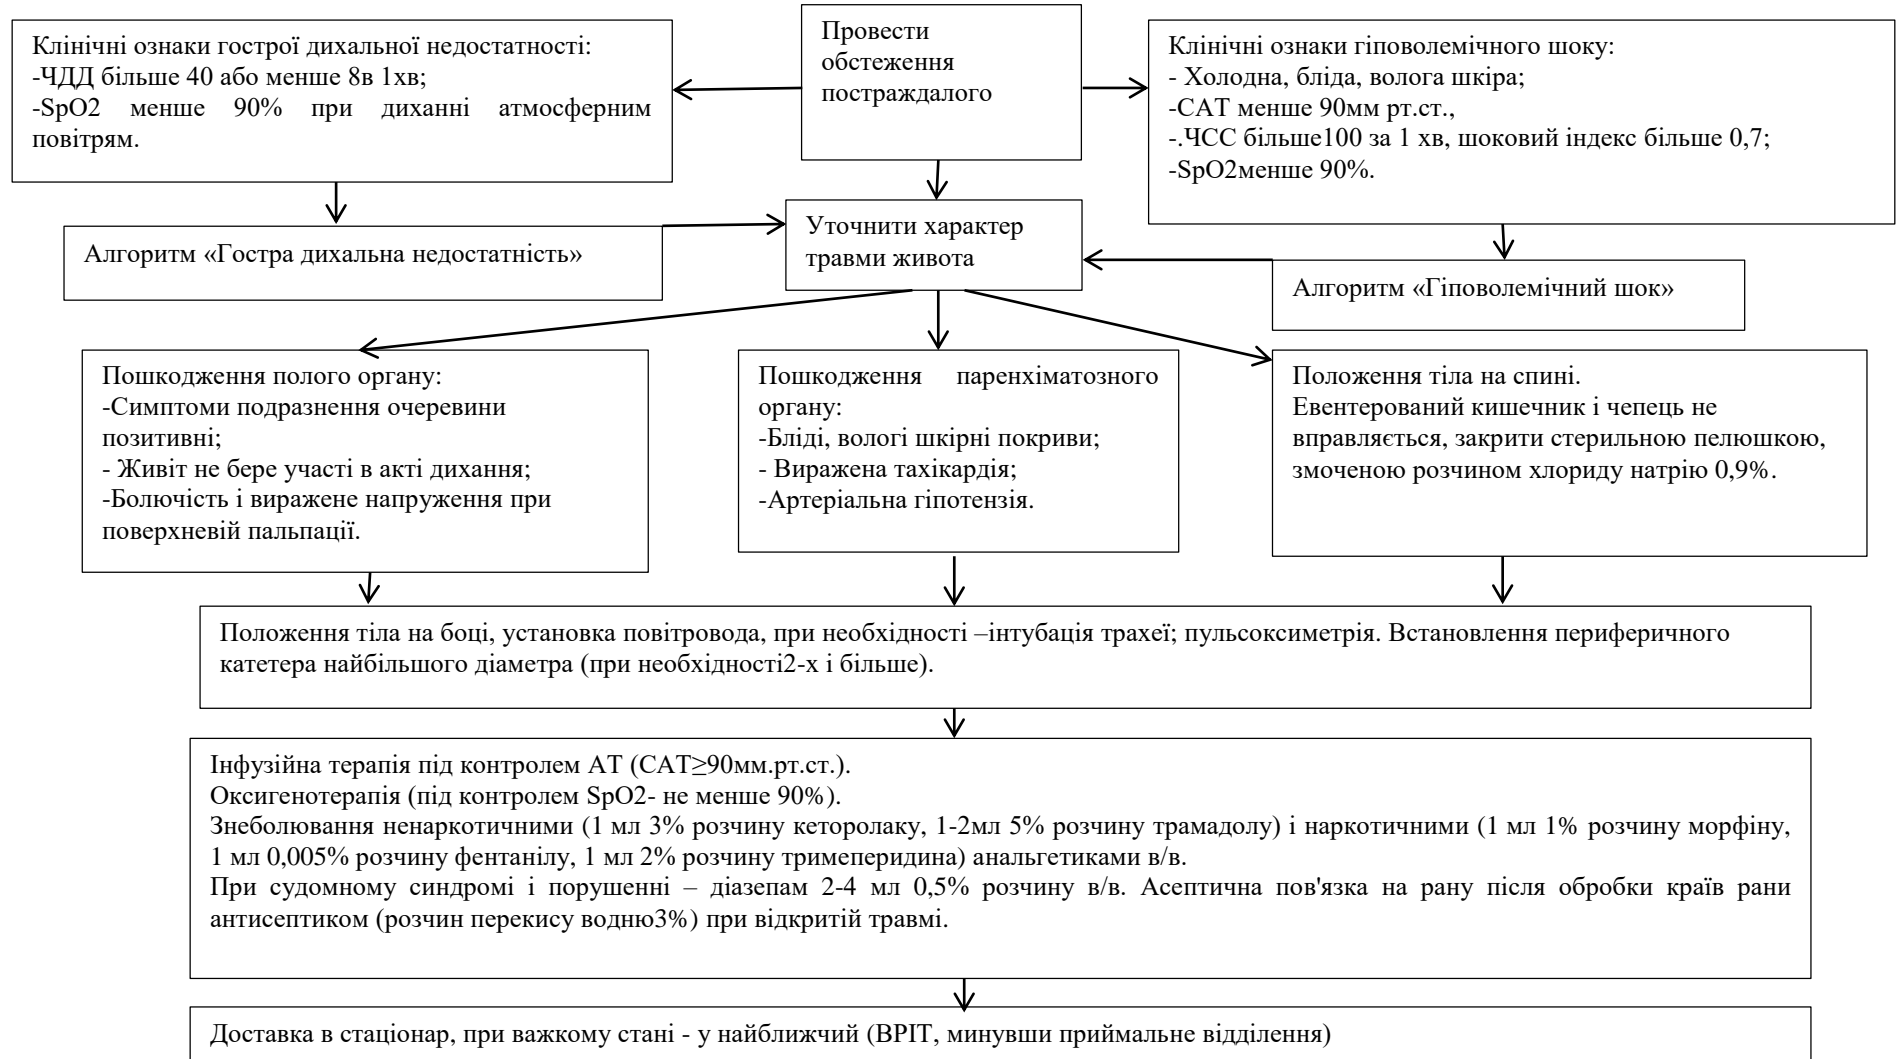 Провести
обстеження
постраждалого
Клінічні ознаки гострої дихальної недостатності:
-ЧДД більше 40 або менше 8в 1хв;
-SpO2 менше 90% при диханні атмосферним
повітрям.
Клінічні ознаки гіповолемічного шоку:
- Холодна, бліда, волога шкіра;
-САТ менше 90мм рт.ст.,
-.ЧСС більше100 за 1 хв, шоковий індекс більше 0,7;
-SpO2менше 90%.
Алгоритм «Гостра дихальна недостатність»
Уточнити характер
травми живота
Алгоритм «Гіповолемічний шок»
Пошкодження полого органу:
-Симптоми подразнення очеревини
позитивні;
- Живіт не бере участі в акті дихання;
-Болючість і виражене напруження при
поверхневій пальпації.
Пошкодження паренхіматозного
органу:
-Бліді, вологі шкірні покриви;
- Виражена тахікардія;
-Артеріальна гіпотензія.
Положення тіла на спині.
Евентерований кишечник і чепець не
вправляється, закрити стерильною пелюшкою,
змоченою розчином хлориду натрію 0,9%.
Положення тіла на боці, установка повітровода, при необхідності –інтубація трахеї; пульсоксиметрія. Встановлення периферичного
катетера найбільшого діаметра (при необхідності2-х і більше).
Інфузійна терапія під контролем АТ (САТ≥90мм.рт.ст.).
Оксигенотерапія (під контролем SpO2- не менше 90%).
Знеболювання ненаркотичними (1 мл 3% розчину кеторолаку, 1-2мл 5% розчину трамадолу) і наркотичними (1 мл 1% розчину морфіну,
1 мл 0,005% розчину фентанілу, 1 мл 2% розчину тримеперидина) анальгетиками в/в.
При судомному синдромі і порушенні – діазепам 2-4 мл 0,5% розчину в/в. Асептична пов'язка на рану після обробки країв рани
антисептиком (розчин перекису водню3%) при відкритій травмі.
Доставка в стаціонар, при важкому стані - у найближчий (ВРІТ, минувши приймальне відділення)